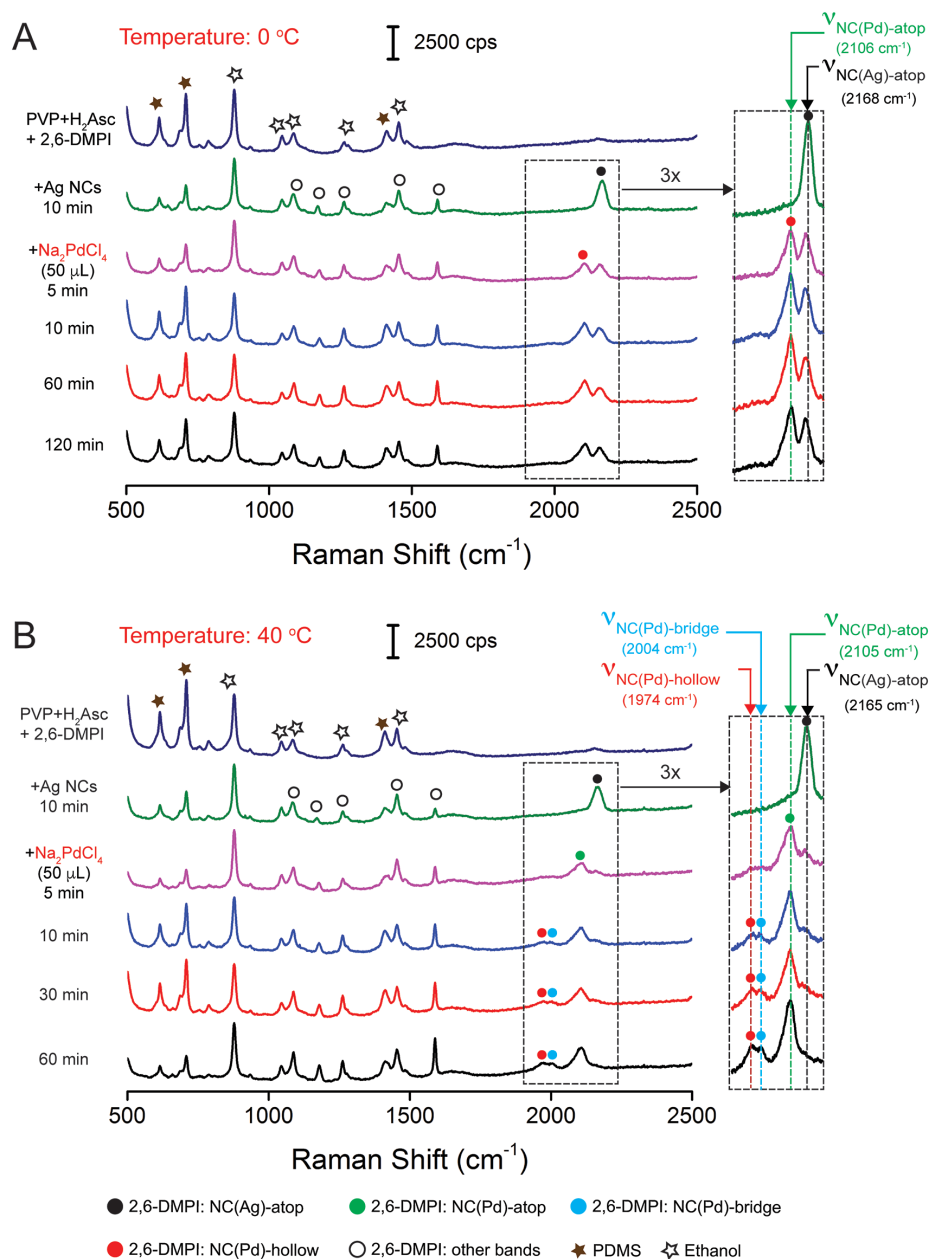 A
Temperature: 0 °C
2500 cps
νNC(Pd)-atop
(2106 cm⁻¹)
νNC(Ag)-atop
(2168 cm⁻¹)
PVP+H₂Asc
+ 2,6-DMPI
+Ag NCs
10 min
3x
+Na₂PdCl₄
(50 μL)
5 min
10 min
60 min
120 min
500 1000 1500 2000 2500
Raman Shift (cm⁻¹)
B
Temperature: 40 °C
2500 cps
νNC(Pd)-bridge
(2004 cm⁻¹)
νNC(Pd)-atop
(2105 cm⁻¹)
νNC(Pd)-hollow
(1974 cm⁻¹)
νNC(Ag)-atop
(2165 cm⁻¹)
PVP+H₂Asc
+ 2,6-DMPI
+Ag NCs
10 min
3x
+Na₂PdCl₄
(50 μL)
5 min
10 min
30 min
60 min
500 1000 1500 2000 2500
Raman Shift (cm⁻¹)
2,6-DMPI: NC(Ag)-atop 2,6-DMPI: NC(Pd)-atop 2,6-DMPI: NC(Pd)-bridge
2,6-DMPI: NC(Pd)-hollow 2,6-DMPI: other bands PDMS Ethanol